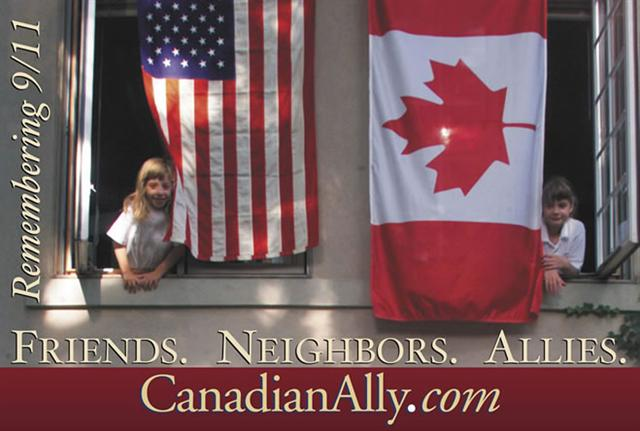 Remembering 9/11
FRIENDS. NEIGHBORS. ALLIES.
CanadianAlly.com